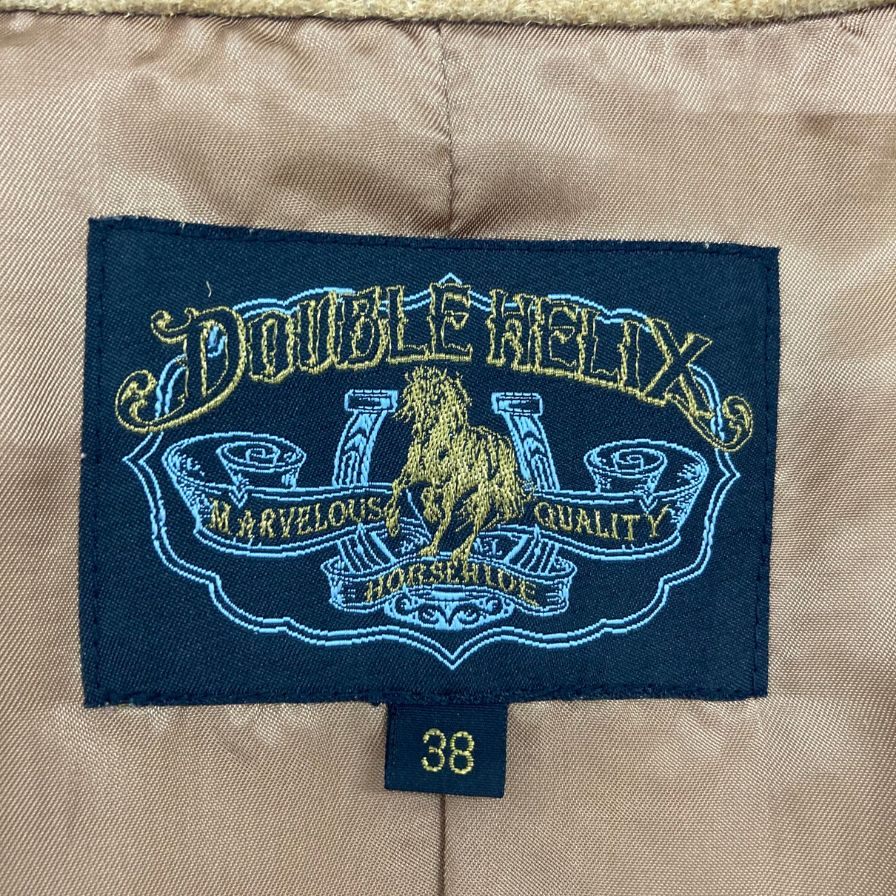 DOUBLE HELIX
MARVELOUS QUALITY
HORSEHIDE
38